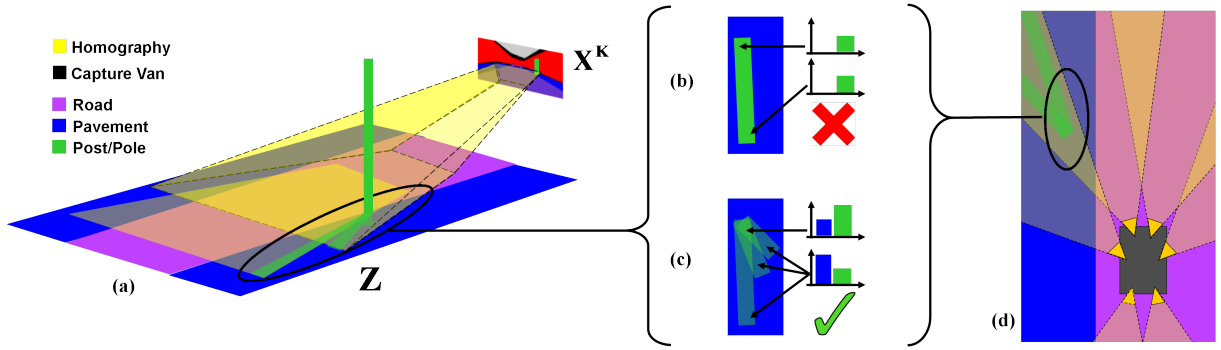 Homography
Capture Van
Road
Pavement
Post/Pole
X^K
Z
(a)
(b)
(c)
(d)